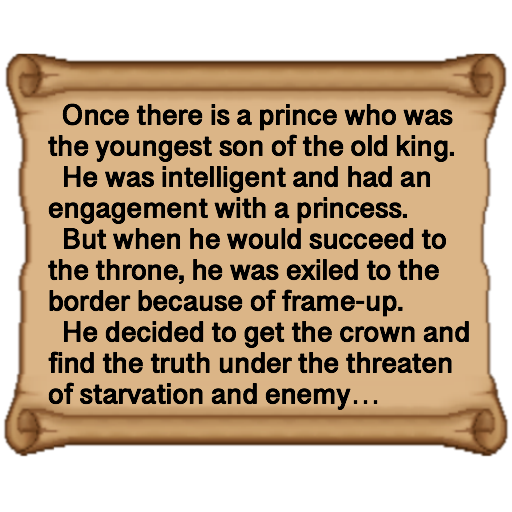 Once there is a prince who was
the youngest son of the old king.
He was intelligent and had an
engagement with a princess.
But when he would succeed to
the throne, he was exiled to the
border because of frame-up.
He decided to get the crown and
find the truth under the threaten
of starvation and enemy…